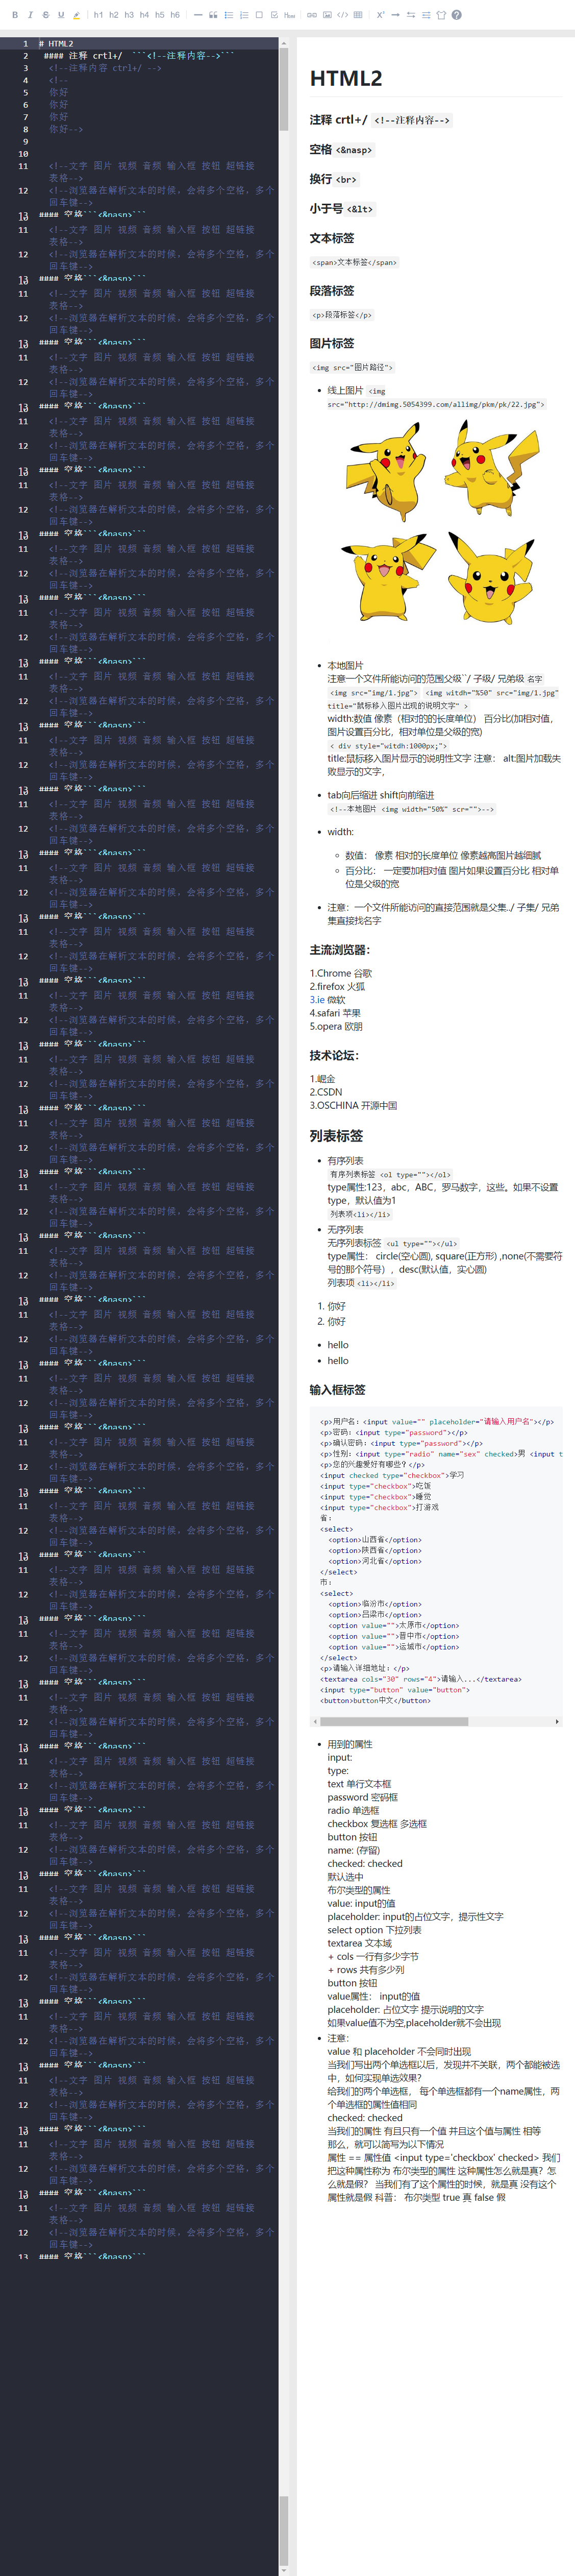 B I S U h1 h2 h3 h4 h5 h6
1 # HTML2
2 #### 注释 crtl+/ ```<!--注释内容-->```
3 <!--注释内容 crtl+/ -->
4 <!--
5 你好
6 你好
7 你好
8 你好-->
9
10
11 <!--文字 图片 视频 音频 输入框 按钮 超链接
表格-->
12 <!--浏览器在解析文本的时候，会将多个空格，多个
回车键-->
13 #### 空格```<&nasp>```
HTML2
注释 crtl+/ <!--注释内容-->
空格 <&nasp>
换行 <br>
小于号 <&lt>
文本标签
<span>文本标签</span>
段落标签
<p>段落标签</p>
图片标签
<img src="图片路径">
线上图片 <img
src="http://dmimg.5054399.com/allimg/pkm/pk/22.jpg">
本地图片
注意一个文件所能访问的范围父级``/ 子级/ 兄弟级 名字
<img src="img/1.jpg"> <img witdh="%50" src="img/1.jpg"
title="鼠标移入图片出现的说明文字" >
width:数值 像素（相对的的长度单位） 百分比(加相对值，
图片设置百分比，相对单位是父级的宽)
< div style="witdh:1000px;">
title:鼠标移入图片显示的说明性文字 注意： alt:图片加载失
败显示的文字，
tab向后缩进 shift向前缩进
<!--本地图片 <img width="50%" scr="">-->
width:
数值： 像素 相对的长度单位 像素越高图片越细腻
百分比： 一定要加相对值 图片如果设置百分比 相对单
位是父级的宽
注意：一个文件所能访问的直接范围就是父集../ 子集/ 兄弟
集直接找名字
主流浏览器：
1.Chrome 谷歌
2.firefox 火狐
3.ie 微软
4.safari 苹果
5.opera 欧朋
技术论坛：
1.崛金
2.CSDN
3.OSCHINA 开源中国
列表标签
有序列表
有序列表标签 <ol type=""></ol>
type属性:123，abc，ABC，罗马数字，这些。如果不设置
type，默认值为1
列表项<li></li>
无序列表
无序列表标签 <ul type=""></ul>
type属性： circle(空心圆), square(正方形) ,none(不需要符
号的那个符号），desc(默认值，实心圆)
列表项<li></li>
1. 你好
2. 你好
hello
hello
输入框标签
<p>用户名：<input value="" placeholder="请输入用户名"></p>
<p>密码：<input type="password"></p>
<p>确认密码：<input type="password"></p>
<p>性别：<input type="radio" name="sex" checked>男 <input t
<p>您的兴趣爱好有哪些？</p>
<input checked type="checkbox">学习
<input type="checkbox">吃饭
<input type="checkbox">睡觉
<input type="checkbox">打游戏
省：
<select>
<option>山西省</option>
<option>陕西省</option>
<option>河北省</option>
</select>
市：
<select>
<option>临汾市</option>
<option>吕梁市</option>
<option value="">太原市</option>
<option value="">晋中市</option>
<option value="">运城市</option>
</select>
<p>请输入详细地址：</p>
<textarea cols="30" rows="4">请输入...</textarea>
<input type="button" value="button">
<button>button中文</button>
用到的属性
input:
type:
text 单行文本框
password 密码框
radio 单选框
checkbox 复选框 多选框
button 按钮
name: (存留)
checked: checked
默认选中
布尔类型的属性
value: input的值
placeholder: input的占位文字，提示性文字
select option 下拉列表
textarea 文本域
+ cols 一行有多少字节
+ rows 共有多少列
button 按钮
value属性： input的值
placeholder: 占位文字 提示说明的文字
如果value值不为空,placeholder就不会出现
注意：
value 和 placeholder 不会同时出现
当我们写出两个单选框以后，发现并不关联，两个都能被选
中，如何实现单选效果？
给我们的两个单选框， 每个单选框都有一个name属性，两
个单选框的属性值相同
checked: checked
当我们的属性 有且只有一个值 并且这个值与属性 相等
那么，就可以简写为以下情况
属性 == 属性值 <input type='checkbox' checked> 我们
把这种属性称为 布尔类型的属性 这种属性怎么就是真？怎
么就是假？ 当我们有了这个属性的时候，就是真 没有这个
属性就是假 科普： 布尔类型 true 真 false 假